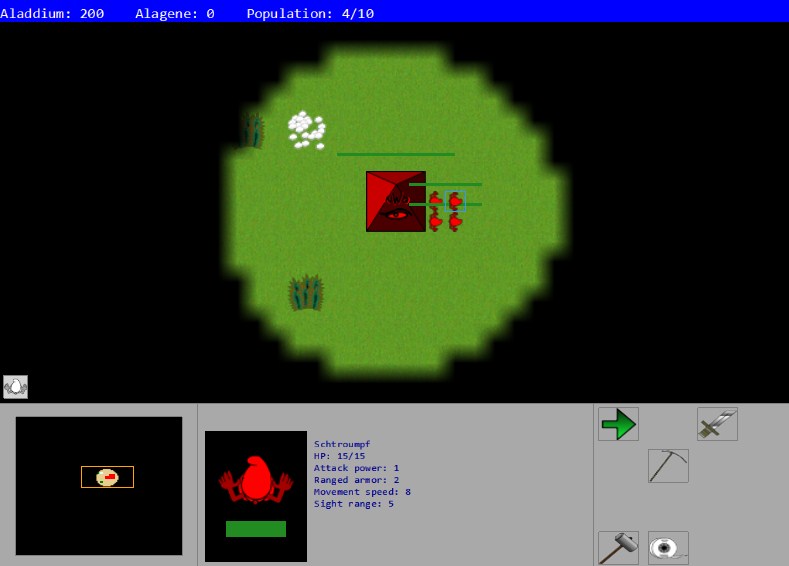 Aladdium: 200 Alagene: 0 Population: 4/10
NWO
Schtroumpf
HP: 15/15
Attack power: 1
Ranged armor: 2
Movement speed: 8
Sight range: 5